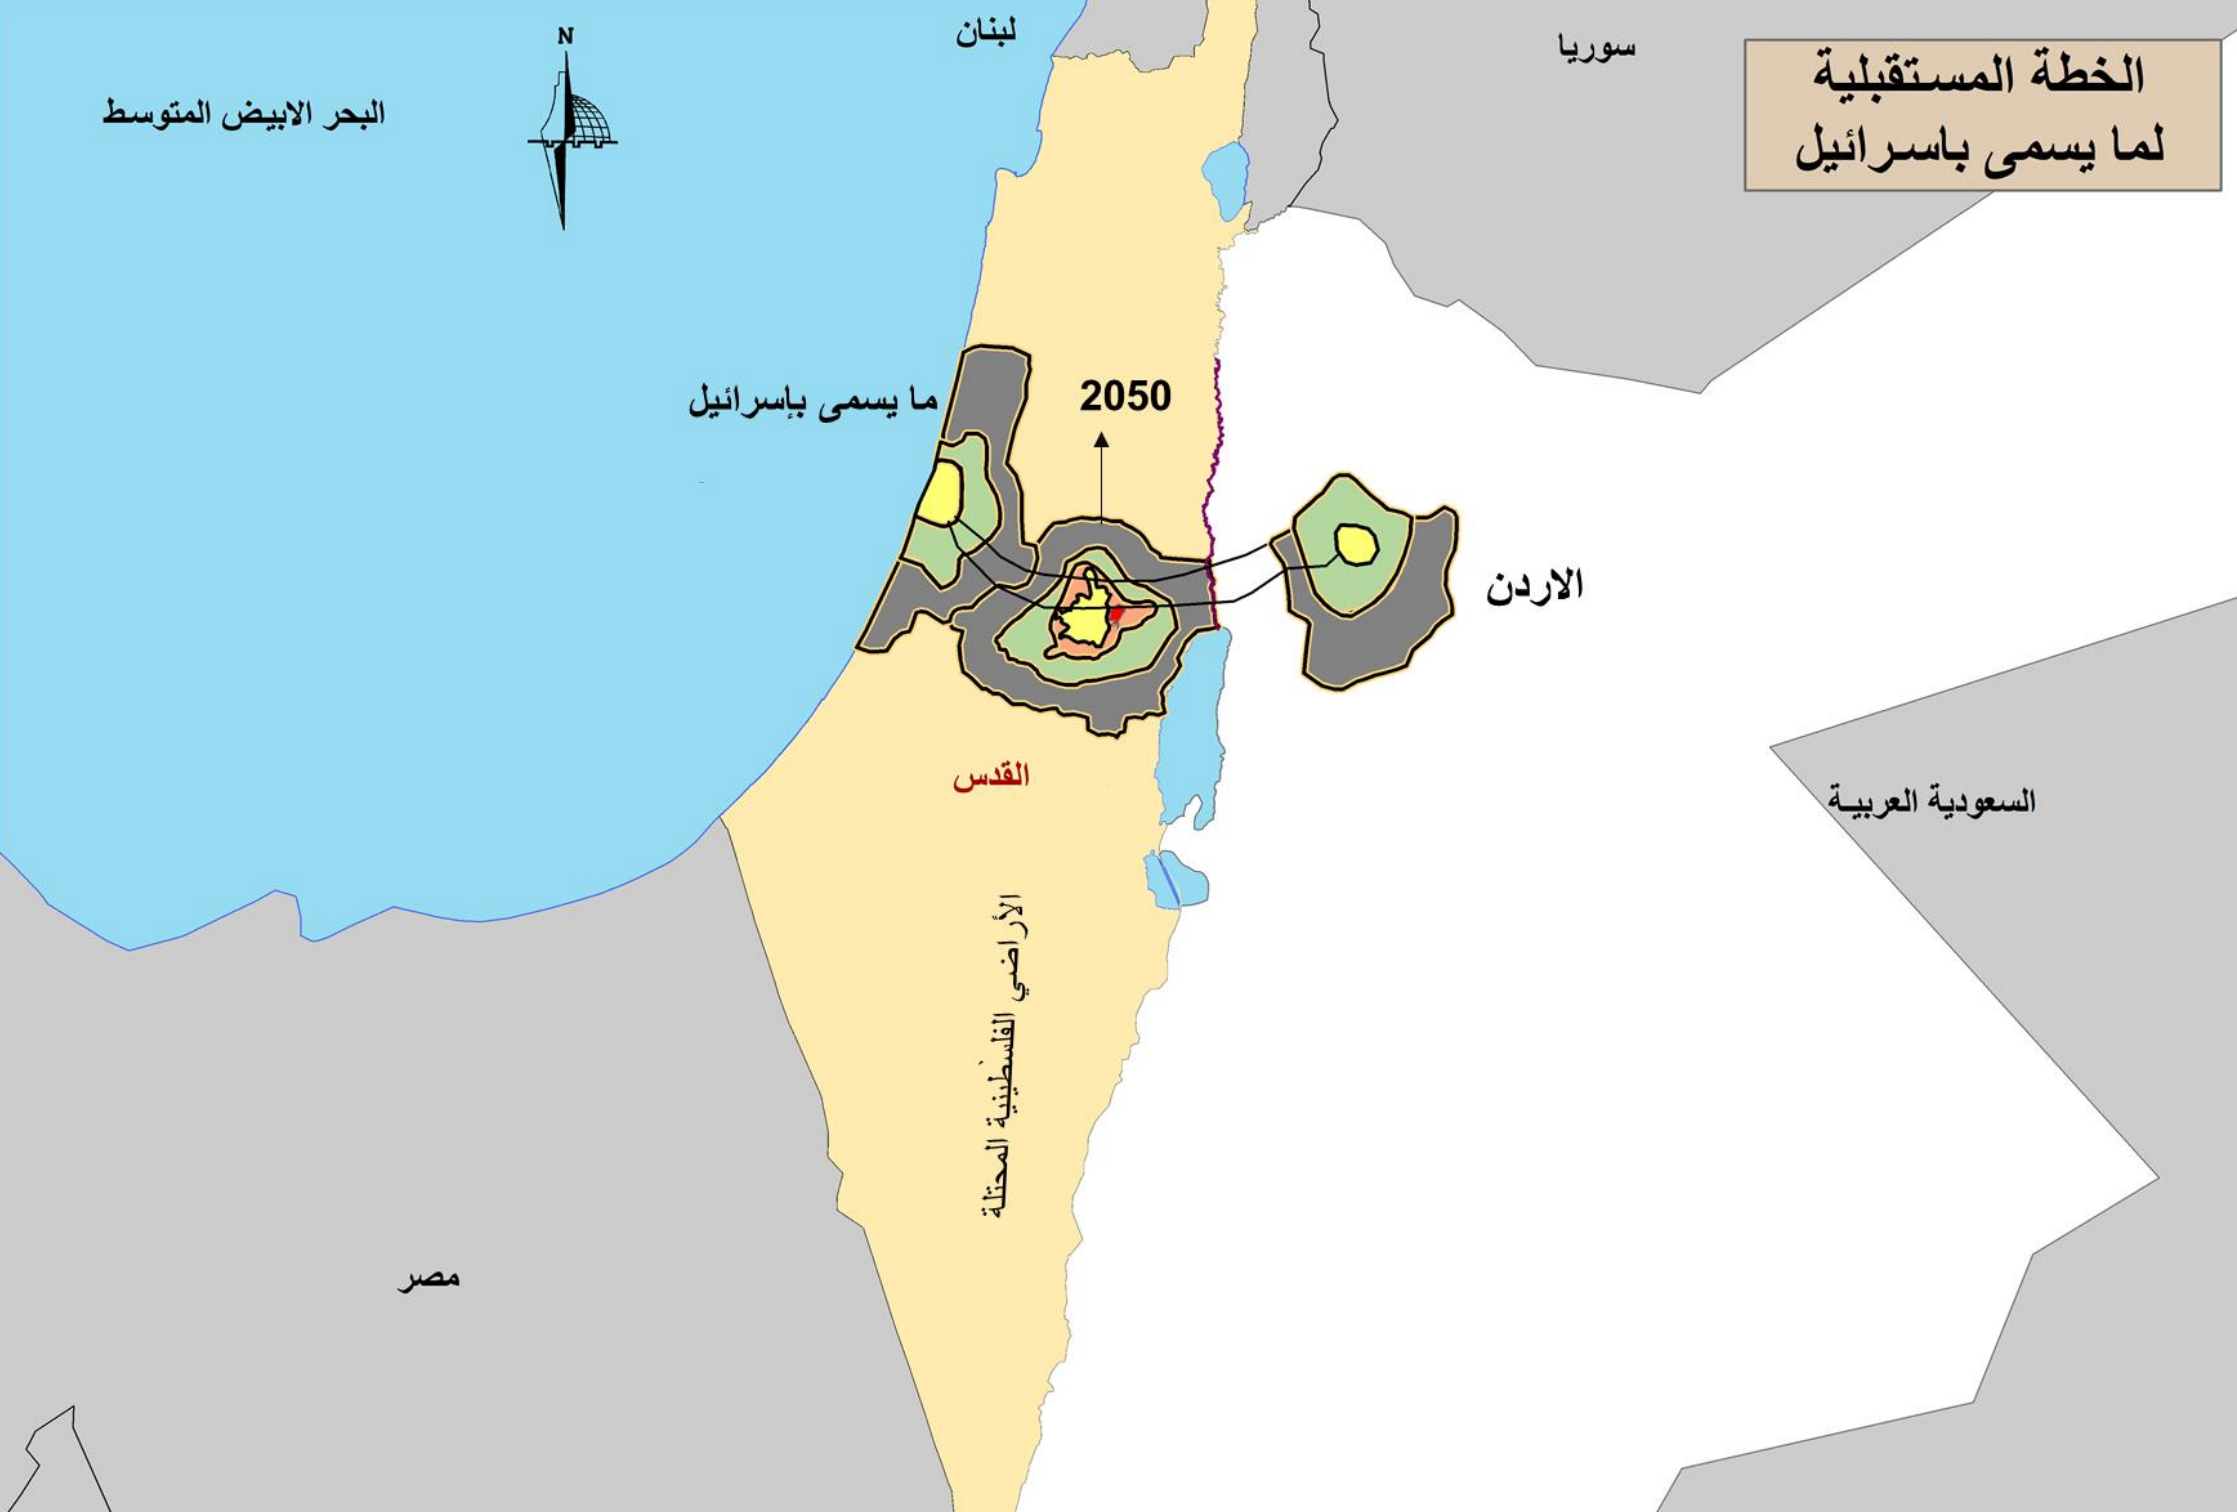 الخطة المستقبلية
لما يسمى باسرائيل
لبنان
سوريا
N
البحر الابيض المتوسط
ما يسمى بإسرائيل
2050
الاردن
القدس
السعودية العربية
الأراضي الفلسطينية المحتلة
مصر